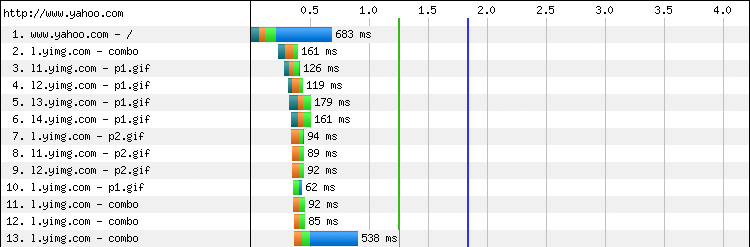 http://www.yahoo.com 0.5 1.0 1.5 2.0 2.5 3.0 3.5 4.0
1. www.yahoo.com - / 683 ms
2. l.yimg.com - combo 161 ms
3. l1.yimg.com - p1.gif 126 ms
4. l2.yimg.com - p1.gif 119 ms
5. l3.yimg.com - p1.gif 179 ms
6. l4.yimg.com - p1.gif 161 ms
7. l.yimg.com - p2.gif 94 ms
8. l1.yimg.com - p2.gif 89 ms
9. l2.yimg.com - p2.gif 92 ms
10. l.yimg.com - p1.gif 62 ms
11. l.yimg.com - combo 92 ms
12. l.yimg.com - combo 85 ms
13. l.yimg.com - combo 538 ms